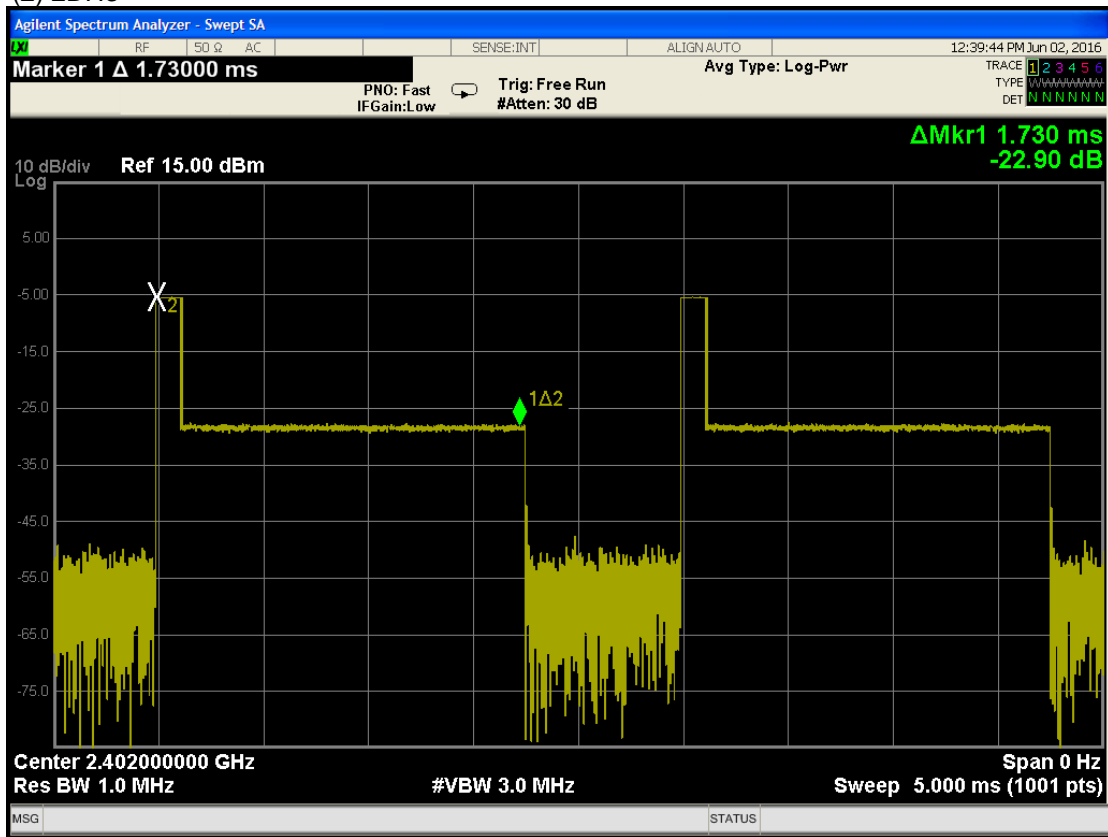 Agilent Spectrum Analyzer - Swept SA
LXI RF 50 Ω AC SENSE:INT ALIGN AUTO 12:39:44 PM Jun 02, 2016
Marker 1 Δ 1.73000 ms
PNO: Fast
IFGain:Low
Trig: Free Run
#Atten: 30 dB
Avg Type: Log-Pwr
TRACE 1 2 3 4 5 6
TYPE
DET N N N N N N
ΔMkr1 1.730 ms
-22.90 dB
10 dB/div Ref 15.00 dBm
Log
5.00
-5.00
2
-15.0
1Δ2
-25.0
-35.0
-45.0
-55.0
-65.0
-75.0
Center 2.402000000 GHz Span 0 Hz
Res BW 1.0 MHz #VBW 3.0 MHz Sweep 5.000 ms (1001 pts)
MSG STATUS